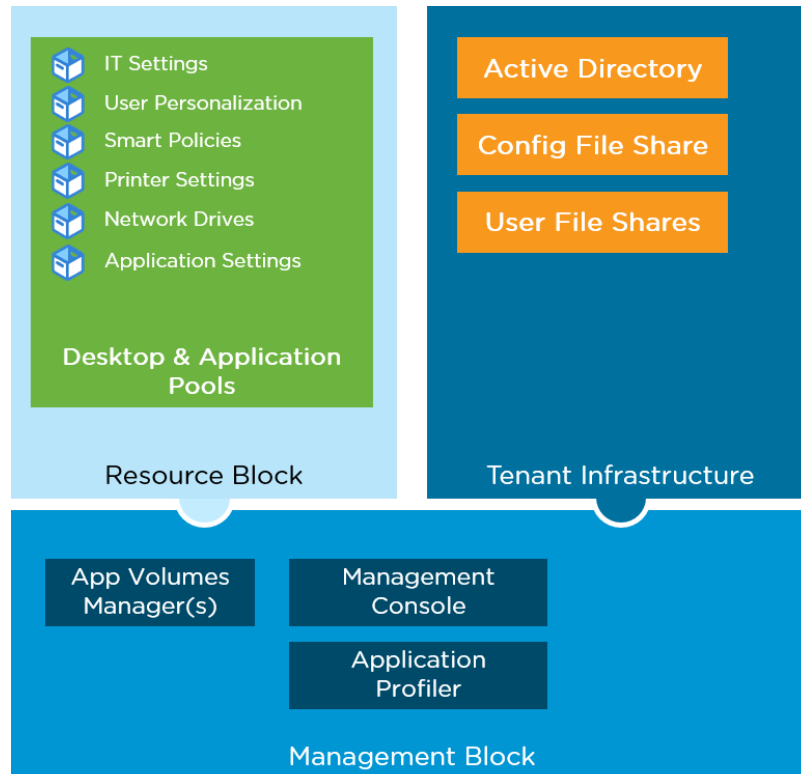 IT Settings
User Personalization
Smart Policies
Printer Settings
Network Drives
Application Settings
Desktop & Application
Pools
Resource Block
Active Directory
Config File Share
User File Shares
Tenant Infrastructure
App Volumes
Manager(s)
Management
Console
Application
Profiler
Management Block